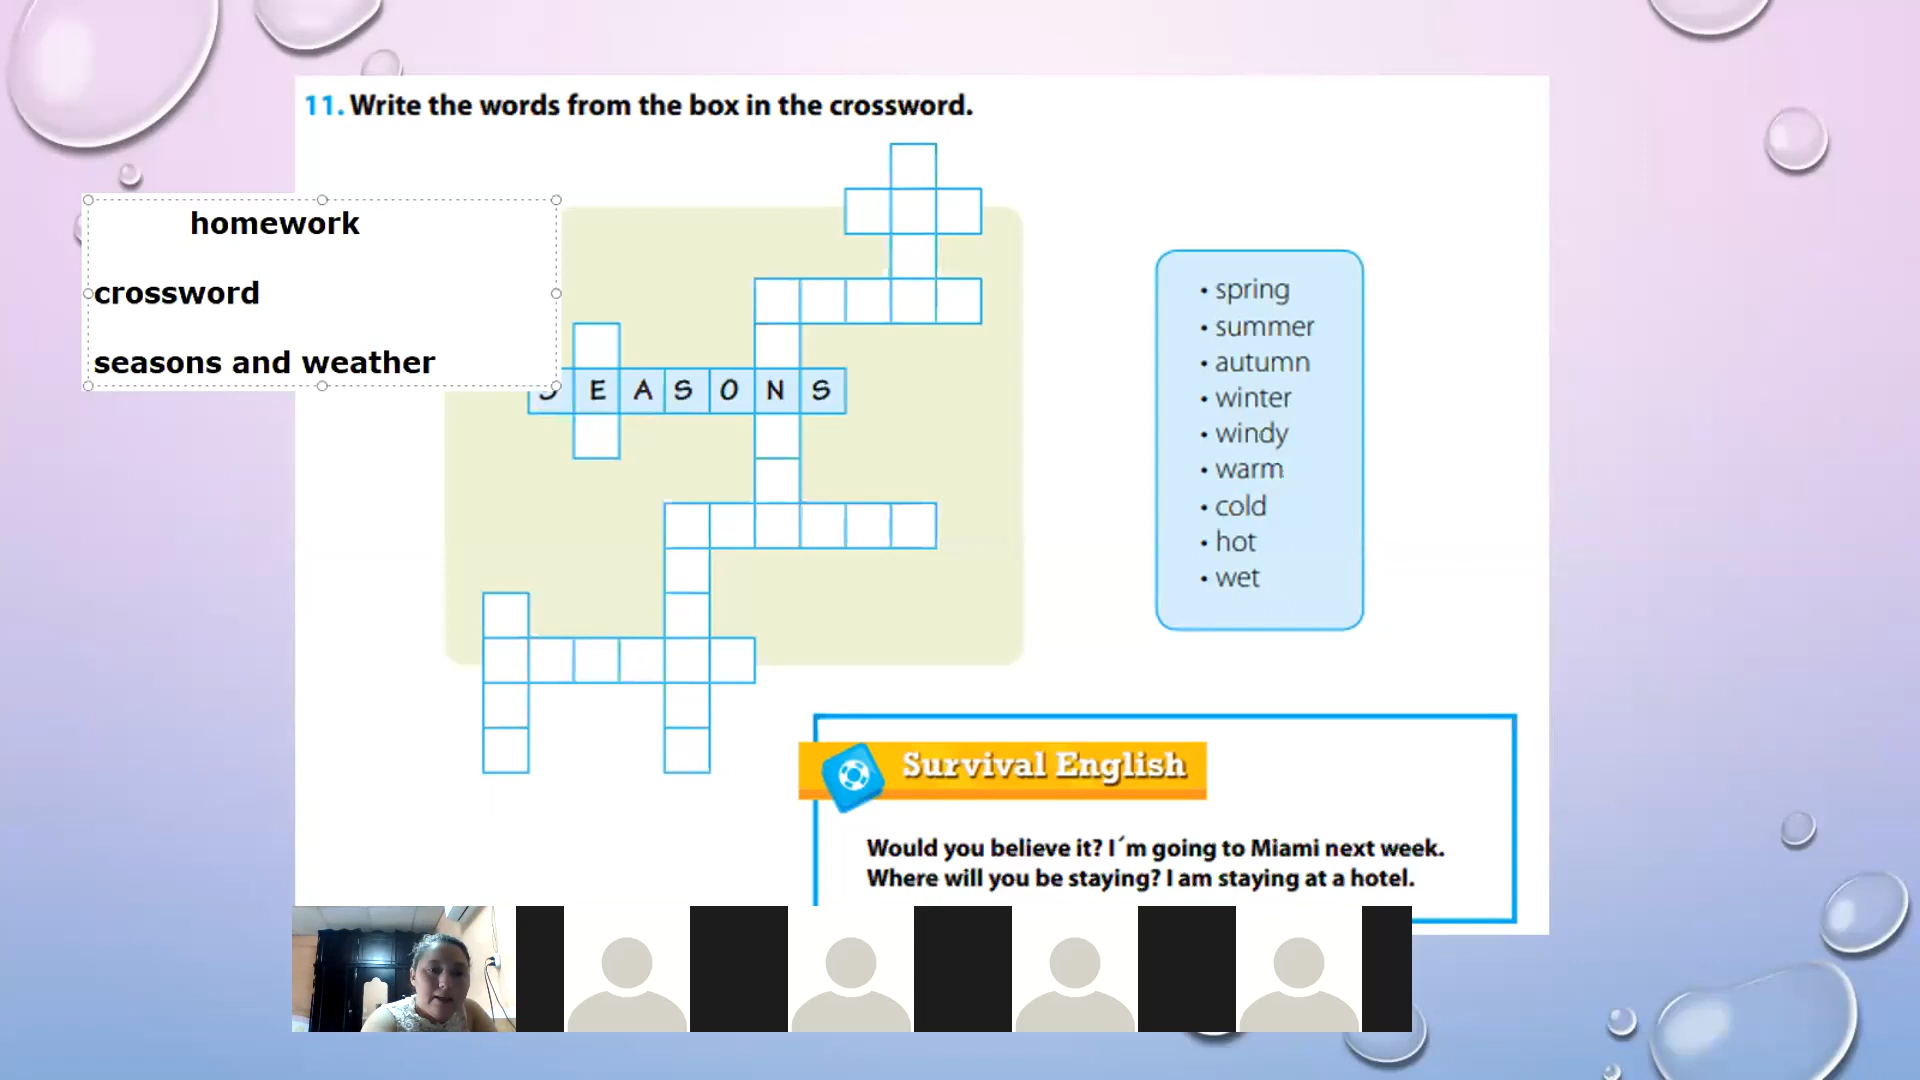 11. Write the words from the box in the crossword.
homework
crossword
seasons and weather
SEASONS
• spring
• summer
• autumn
• winter
• windy
• warm
• cold
• hot
• wet
Survival English
Would you believe it? I´m going to Miami next week.
Where will you be staying? I am staying at a hotel.